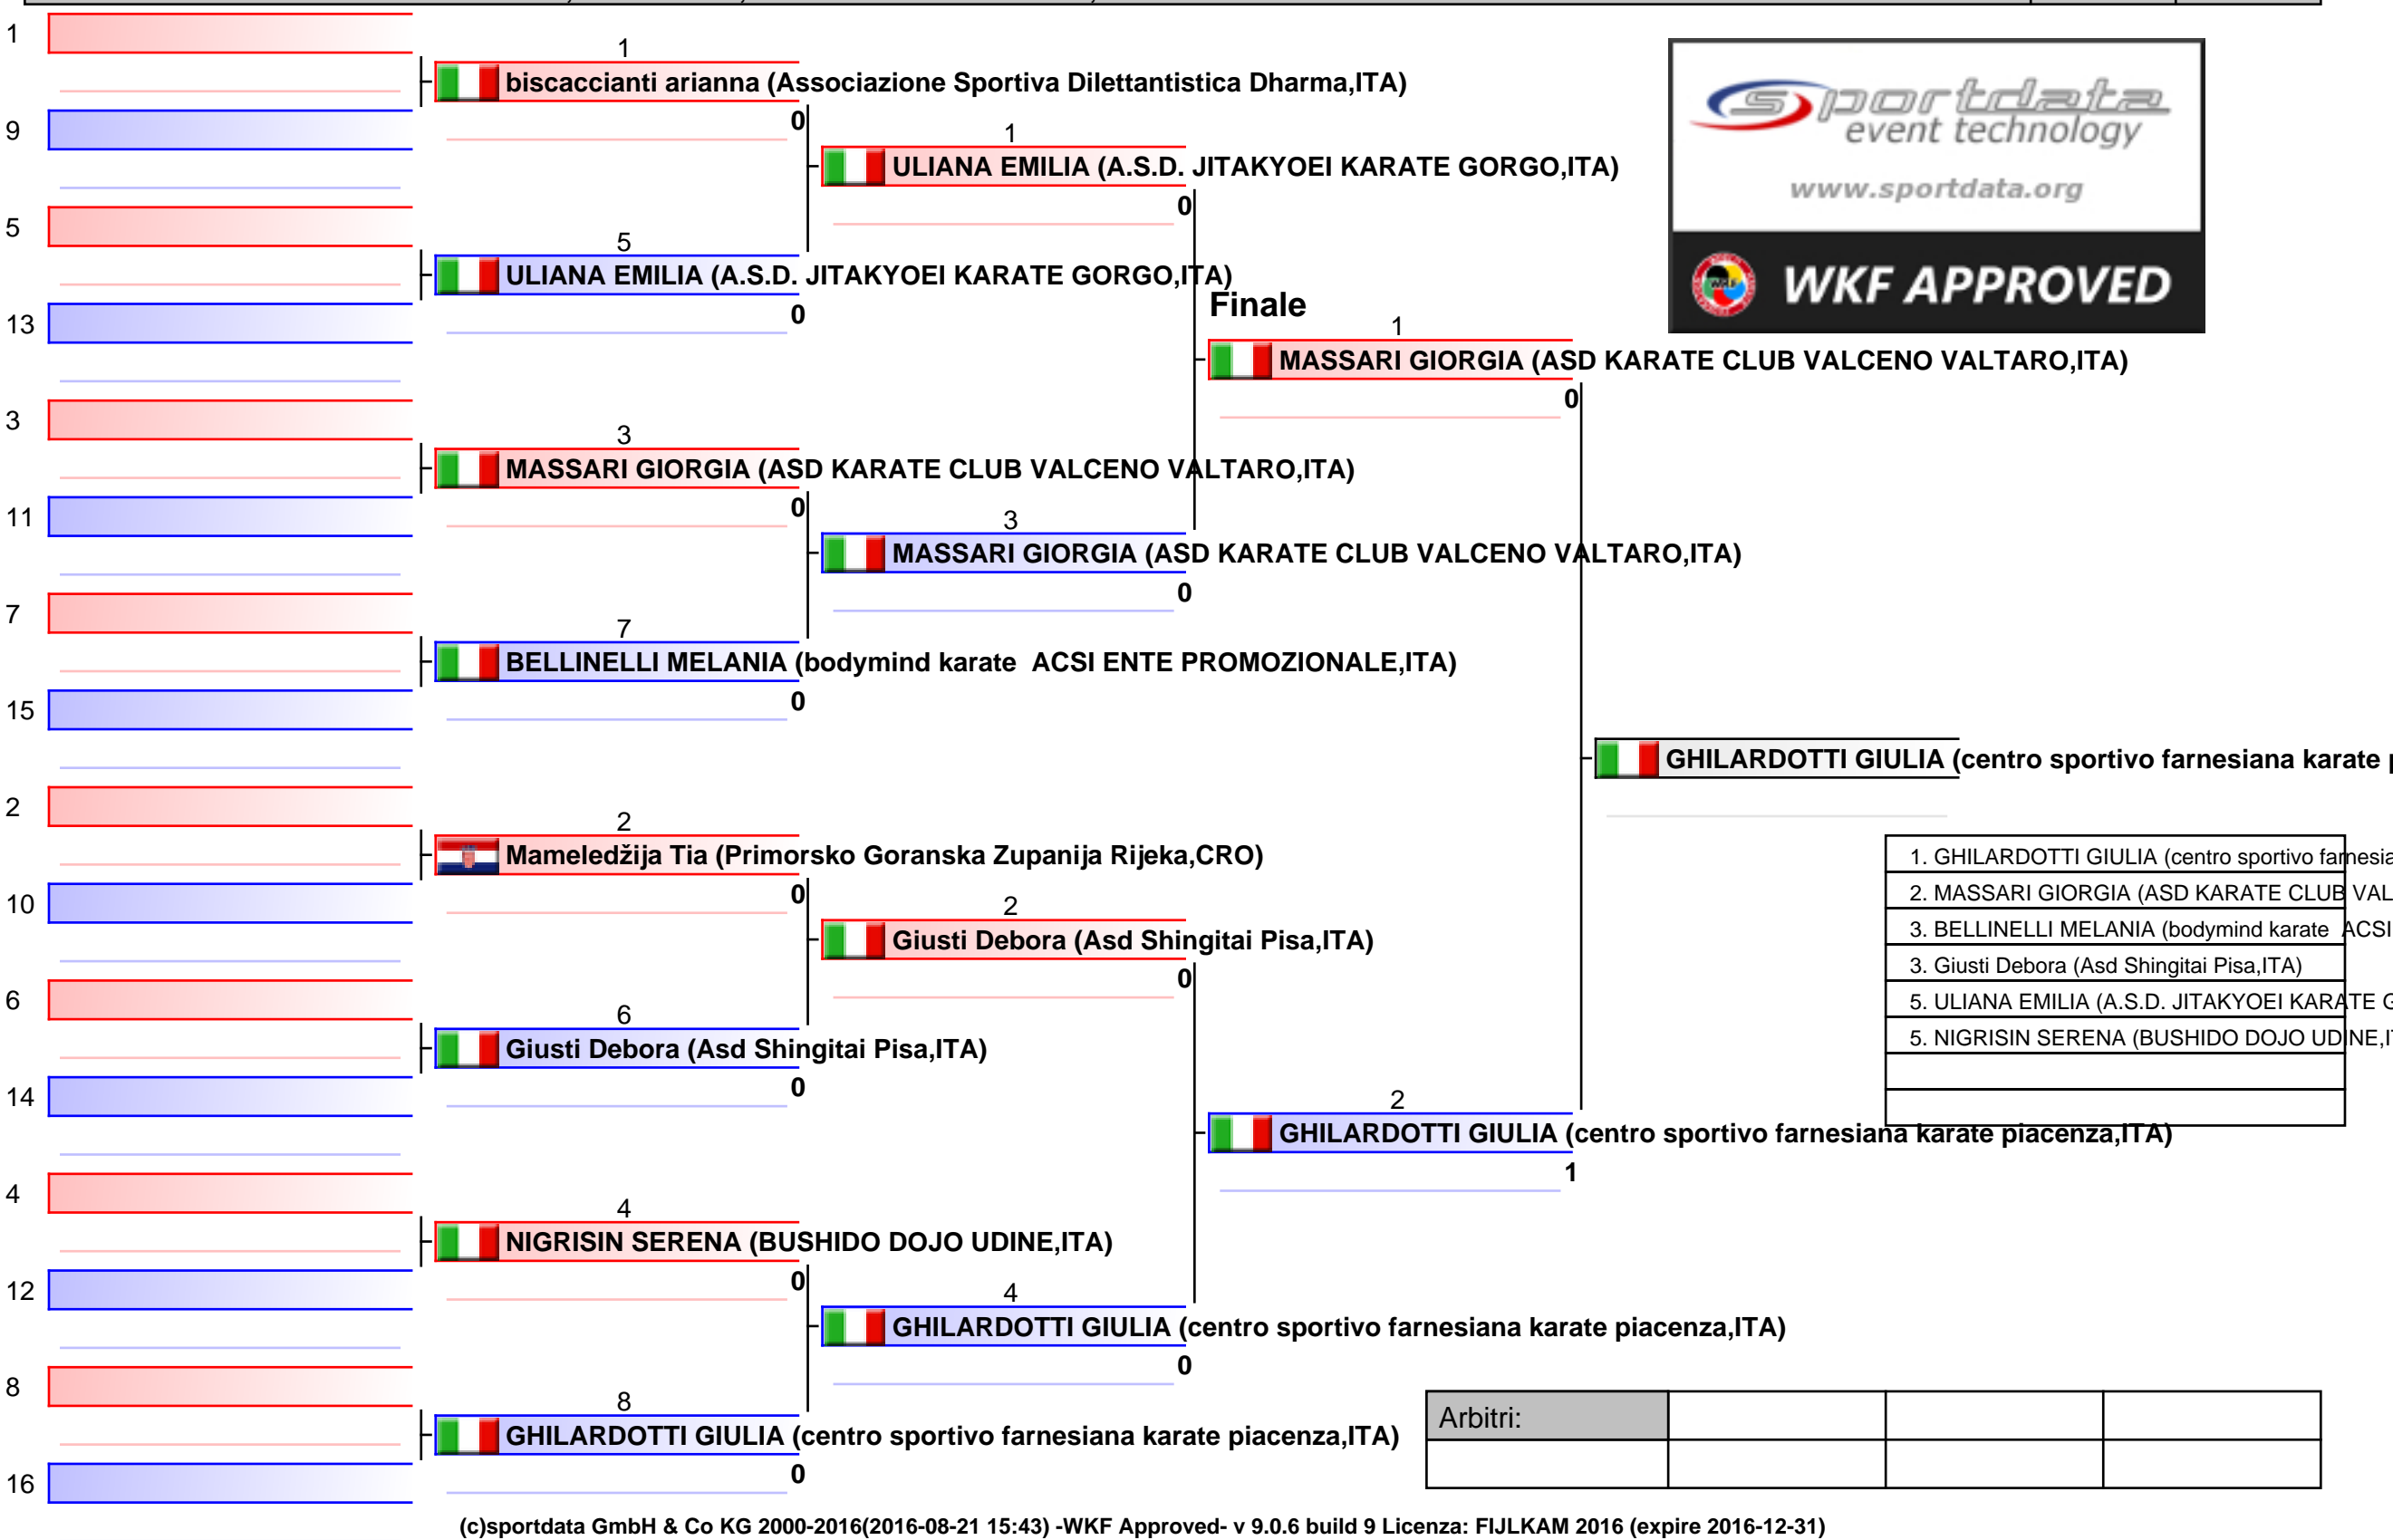 1
9
5
13
3
11
7
15
2
10
6
14
4
12
8
16
1
biscaccianti arianna (Associazione Sportiva Dilettantistica Dharma,ITA)
0
5
ULIANA EMILIA (A.S.D. JITAKYOEI KARATE GORGO,ITA)
0
3
MASSARI GIORGIA (ASD KARATE CLUB VALCENO VALTARO,ITA)
0
7
BELLINELLI MELANIA (bodymind karate  ACSI ENTE PROMOZIONALE,ITA)
0
2
Mameledžija Tia (Primorsko Goranska Zupanija Rijeka,CRO)
0
6
Giusti Debora (Asd Shingitai Pisa,ITA)
0
4
NIGRISIN SERENA (BUSHIDO DOJO UDINE,ITA)
0
8
GHILARDOTTI GIULIA (centro sportivo farnesiana karate piacenza,ITA)
0
1
ULIANA EMILIA (A.S.D. JITAKYOEI KARATE GORGO,ITA)
0
3
MASSARI GIORGIA (ASD KARATE CLUB VALCENO VALTARO,ITA)
0
2
Giusti Debora (Asd Shingitai Pisa,ITA)
0
4
GHILARDOTTI GIULIA (centro sportivo farnesiana karate piacenza,ITA)
0
Finale
1
MASSARI GIORGIA (ASD KARATE CLUB VALCENO VALTARO,ITA)
0
2
GHILARDOTTI GIULIA (centro sportivo farnesiana karate piacenza,ITA)
1
GHILARDOTTI GIULIA (centro sportivo farnesiana karate
sportdata
event technology
www.sportdata.org
WKF APPROVED
1. GHILARDOTTI GIULIA (centro sportivo farnesia
2. MASSARI GIORGIA (ASD KARATE CLUB VAL
3. BELLINELLI MELANIA (bodymind karate  ACSI
3. Giusti Debora (Asd Shingitai Pisa,ITA)
5. ULIANA EMILIA (A.S.D. JITAKYOEI KARATE G
5. NIGRISIN SERENA (BUSHIDO DOJO UDINE,IT
Arbitri:
(c)sportdata GmbH & Co KG 2000-2016(2016-08-21 15:43) -WKF Approved- v 9.0.6 build 9 Licenza: FIJLKAM 2016 (expire 2016-12-31)